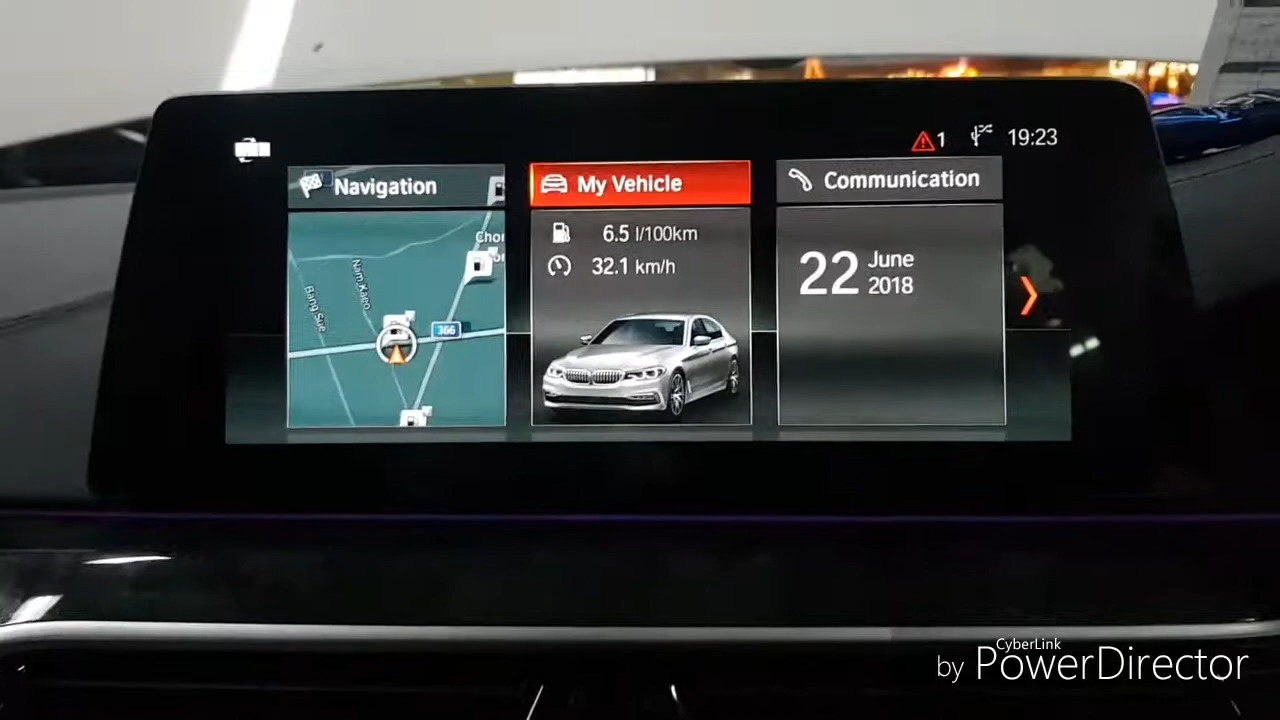 1
19:23
Navigation
My Vehicle
Communication
6.5 l/100km
32.1 km/h
22 June
2018
Nam Kaeo
Bang Sue
366
CyberLink
by PowerDirector